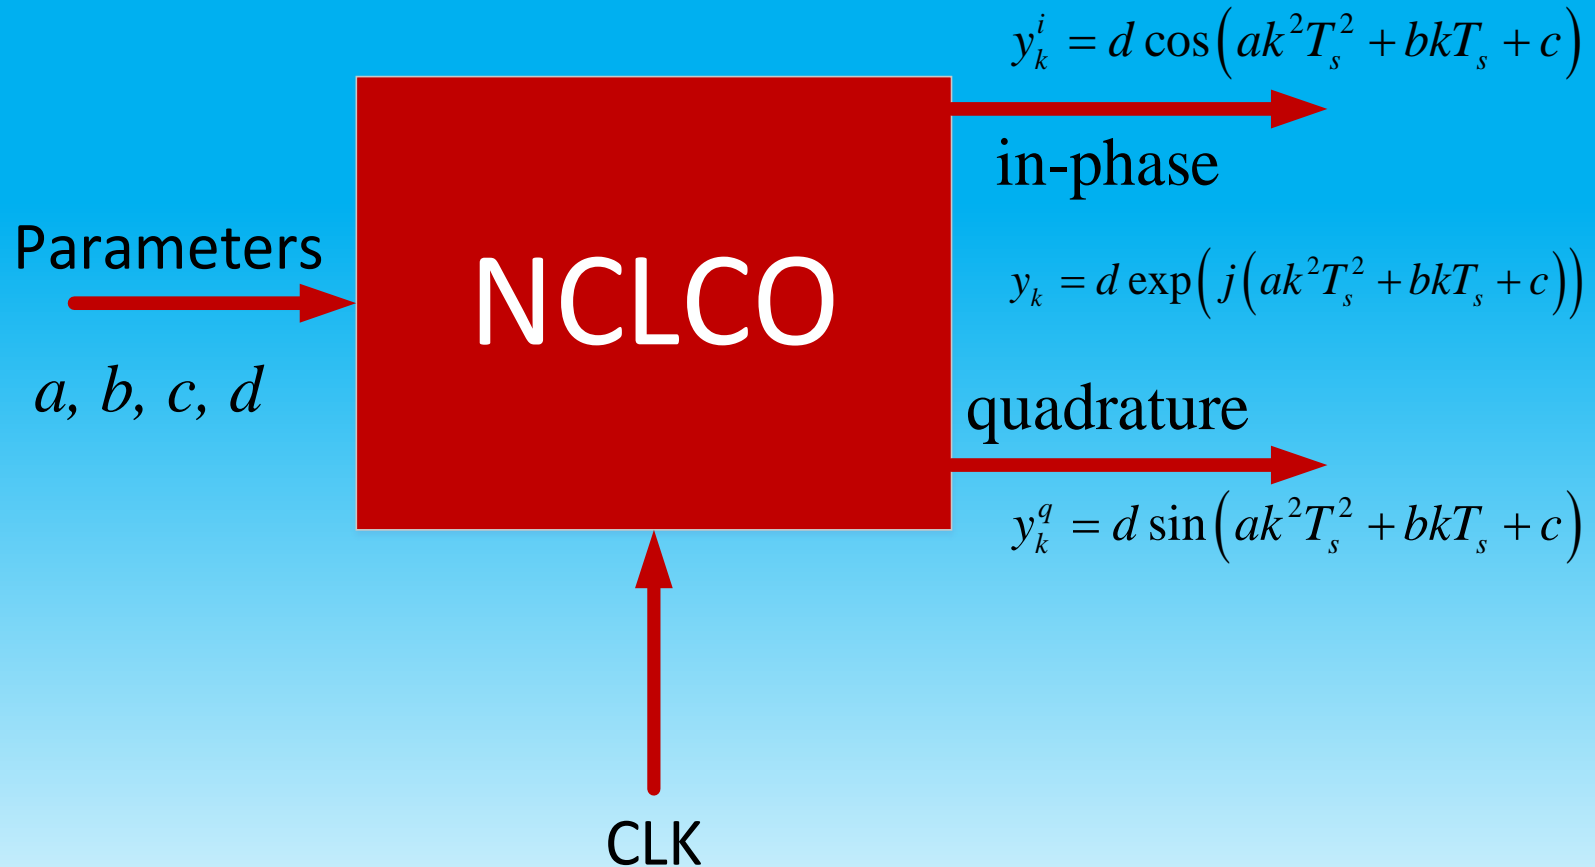 y_k^i = d cos(ak^2T_s^2 + bkT_s + c)
in-phase
Parameters
NCLCO
y_k = d exp(j(ak^2T_s^2 + bkT_s + c))
a, b, c, d
quadrature
y_k^q = d sin(ak^2T_s^2 + bkT_s + c)
CLK